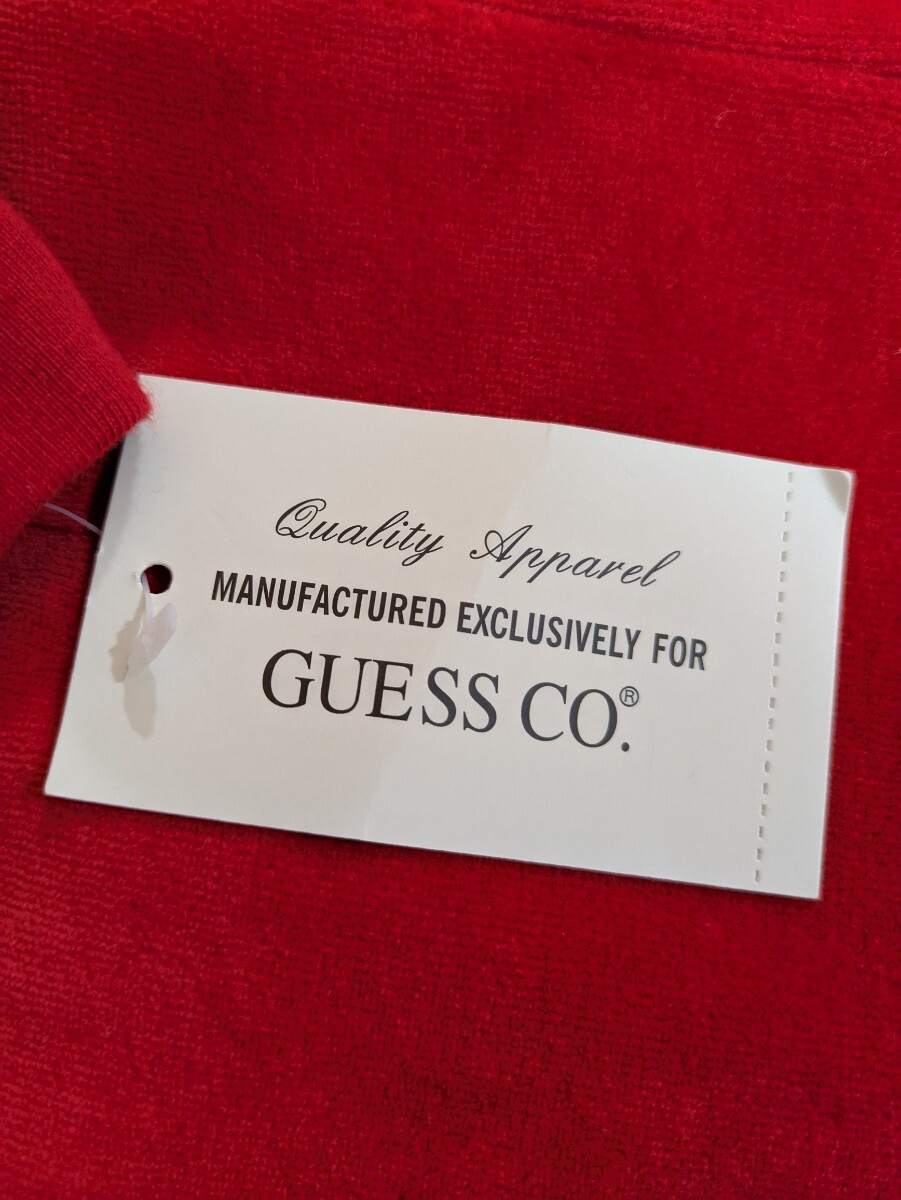 Quality Apparel
MANUFACTURED EXCLUSIVELY FOR
GUESS CO.®